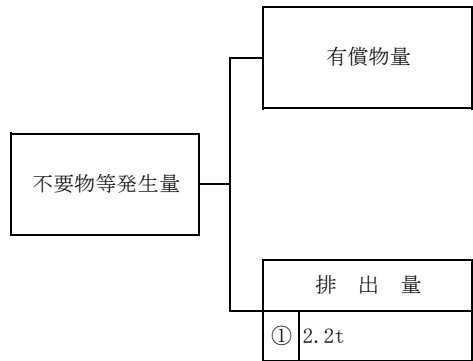 有償物量
不要物等発生量
排 出 量
① 2.2t